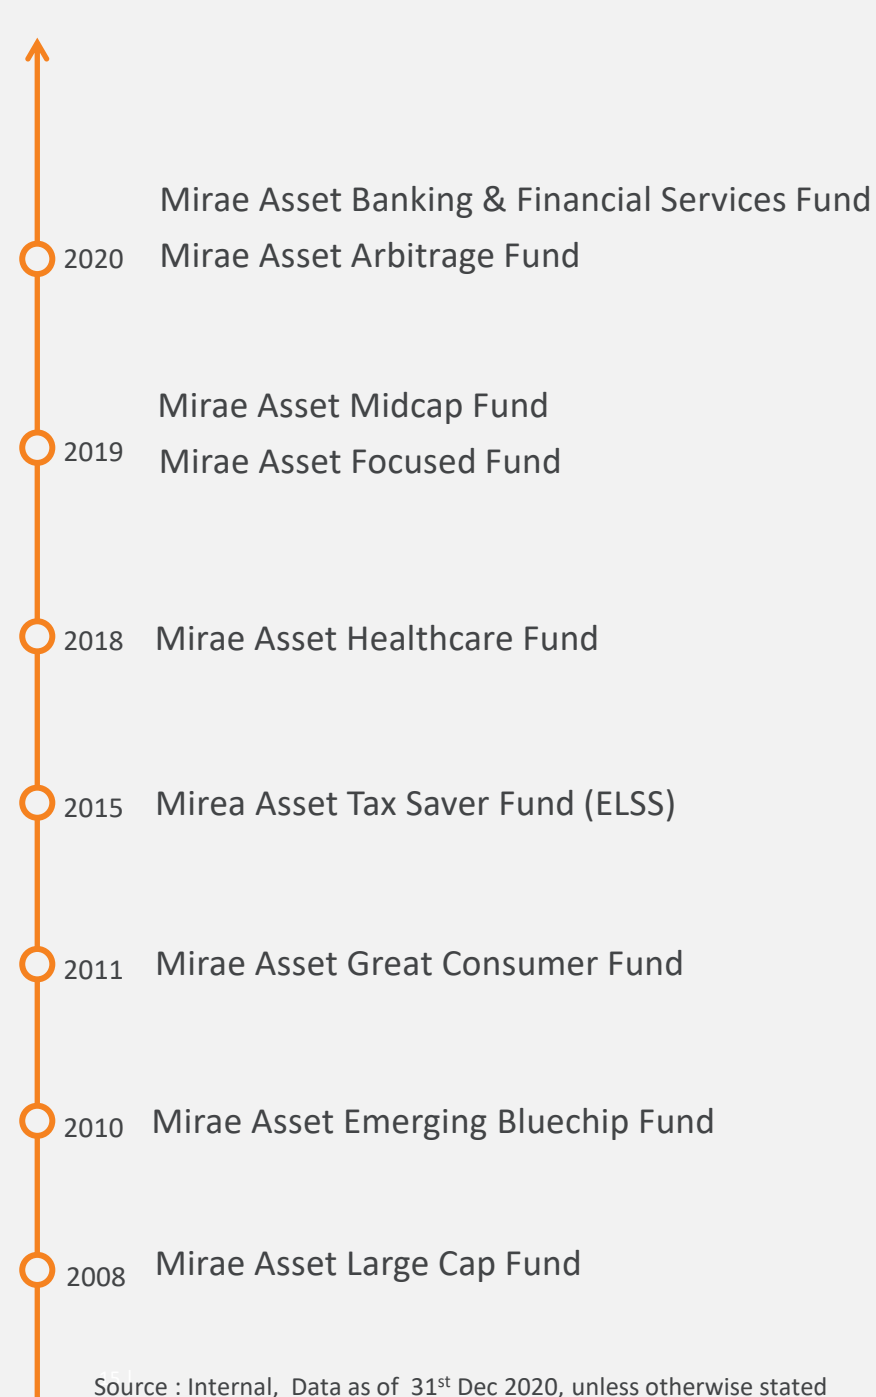 Mirae Asset Banking & Financial Services Fund
2020 Mirae Asset Arbitrage Fund
Mirae Asset Midcap Fund
2019 Mirae Asset Focused Fund
2018 Mirae Asset Healthcare Fund
2015 Mirea Asset Tax Saver Fund (ELSS)
2011 Mirae Asset Great Consumer Fund
2010 Mirae Asset Emerging Bluechip Fund
2008 Mirae Asset Large Cap Fund
Source : Internal, Data as of 31st Dec 2020, unless otherwise stated